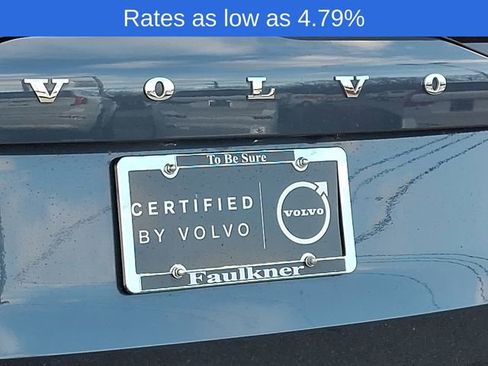 Rates as low as 4.79%
VOLVO
To Be Sure
CERTIFIED
BY VOLVO
VOLVO
Faulkner